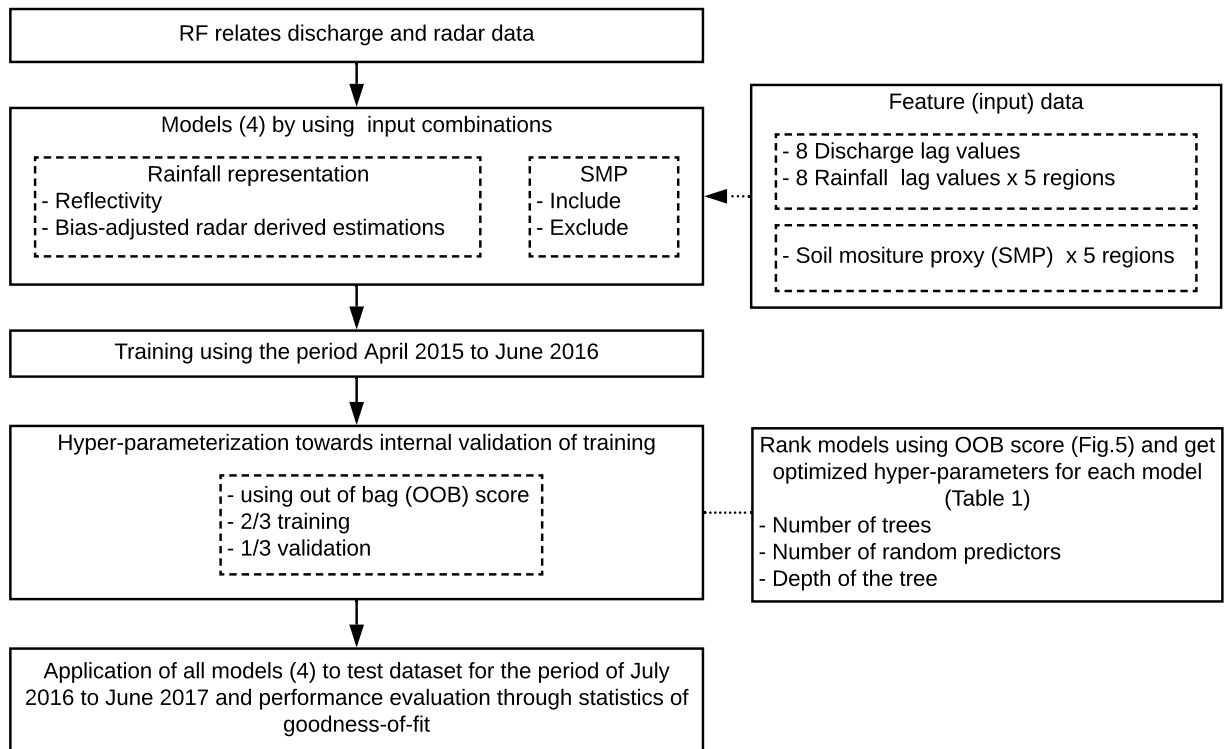 RF relates discharge and radar data
Models (4) by using input combinations
Rainfall representation
- Reflectivity
- Bias-adjusted radar derived estimations
SMP
- Include
- Exclude
Feature (input) data
- 8 Discharge lag values
- 8 Rainfall lag values x 5 regions
- Soil mositure proxy (SMP) x 5 regions
Training using the period April 2015 to June 2016
Hyper-parameterization towards internal validation of training
- using out of bag (OOB) score
- 2/3 training
- 1/3 validation
Rank models using OOB score (Fig.5) and get
optimized hyper-parameters for each model
(Table 1)
- Number of trees
- Number of random predictors
- Depth of the tree
Application of all models (4) to test dataset for the period of July
2016 to June 2017 and performance evaluation through statistics of
goodness-of-fit